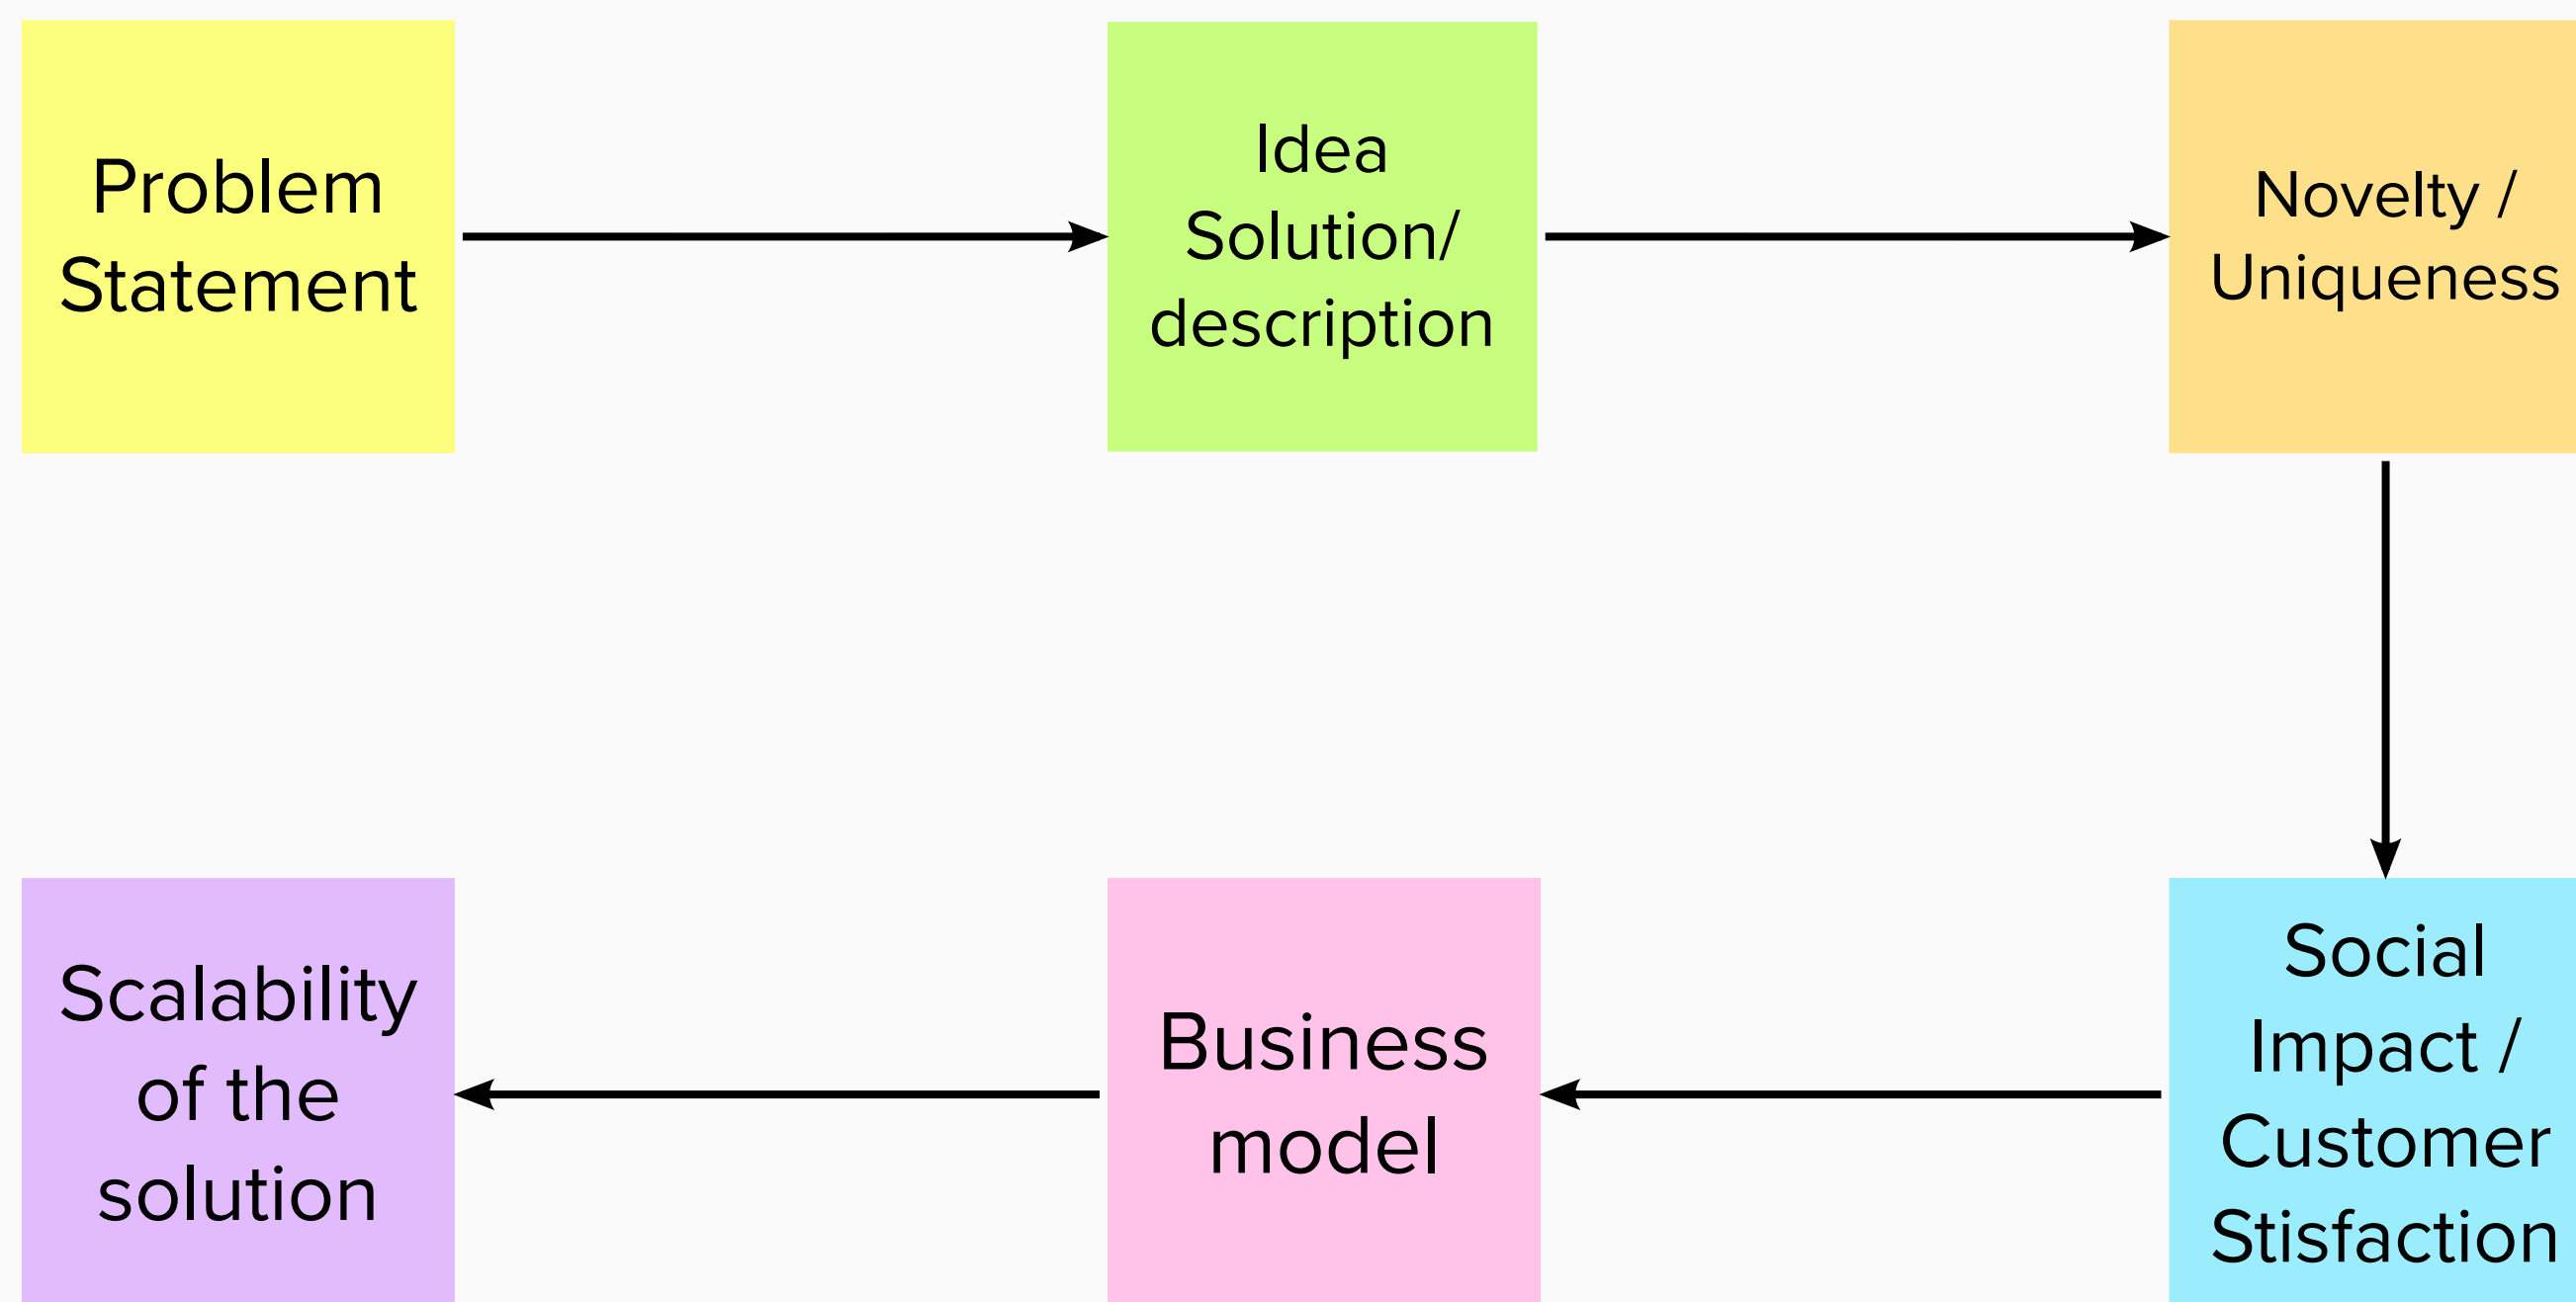 Problem
Statement
Idea
Solution/
description
Novelty /
Uniqueness
Social
Impact /
Customer
Stisfaction
Business
model
Scalability
of the
solution